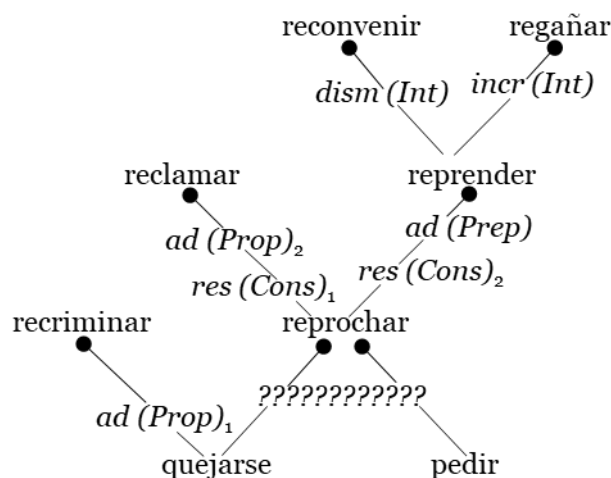 reconvenir regañar
dism (Int) incr (Int)
reclamar reprender
ad (Prop)₂ ad (Prep)
res (Cons)₁ res (Cons)₂
recriminar reprochar
ad (Prop)₁ ????????????
quejarse pedir